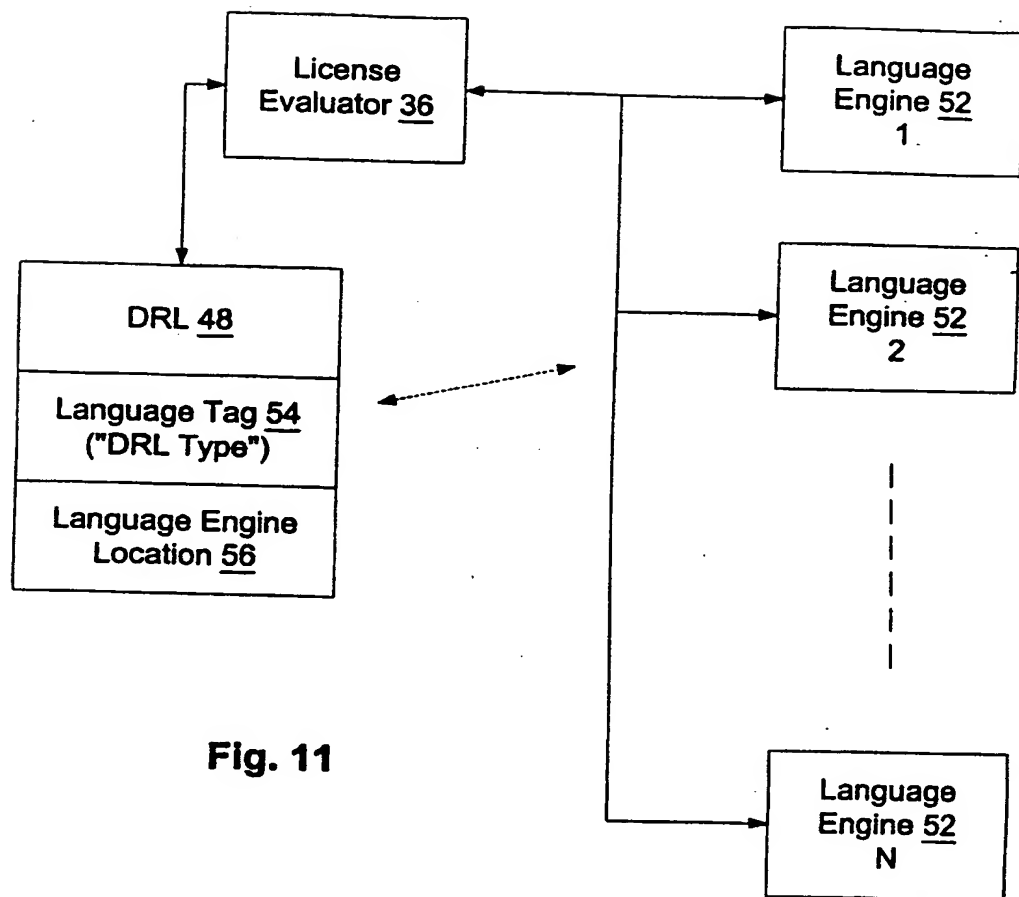 License
Evaluator 36
Language
Engine 52
1
DRL 48
Language Tag 54
("DRL Type")
Language Engine
Location 56
Language
Engine 52
2
Language
Engine 52
N
Fig. 11